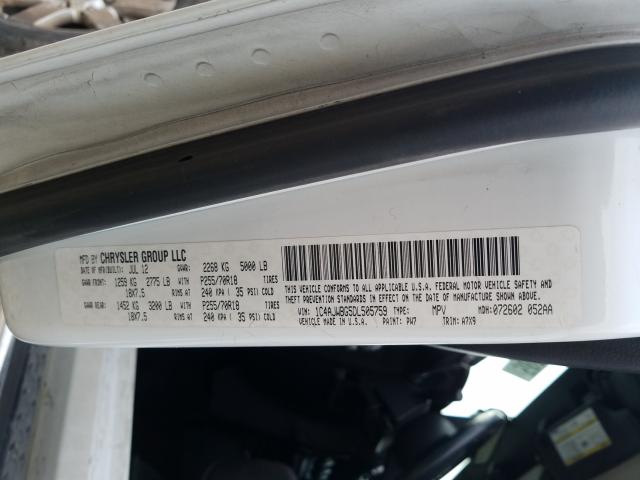 MFD BY CHRYSLER GROUP LLC
DATE OF MFR(BUILT): JUL 12 GVWR: 2268 KG 5000 LB
GAWR FRONT: 1259 KG 2775 LB WITH P255/70R18 TIRES
18X7.5 RIMS AT 240 KPA ( 35 PSI) COLD
GAWR REAR: 1452 KG 3200 LB WITH P255/70R18 TIRES
18X7.5 RIMS AT 240 KPA ( 35 PSI) COLD
THIS VEHICLE CONFORMS TO ALL APPLICABLE U.S.A. FEDERAL MOTOR VEHICLE SAFETY AND
THEFT PREVENTION STANDARDS IN EFFECT ON THE DATE OF MANUFACTURE SHOWN ABOVE.
VIN: 1C4AJWBG5DL505759 TYPE: MPV MDH: 072602 052AA
VEHICLE MADE IN U.S.A. PAINT: PW7 TRIM: A7X9